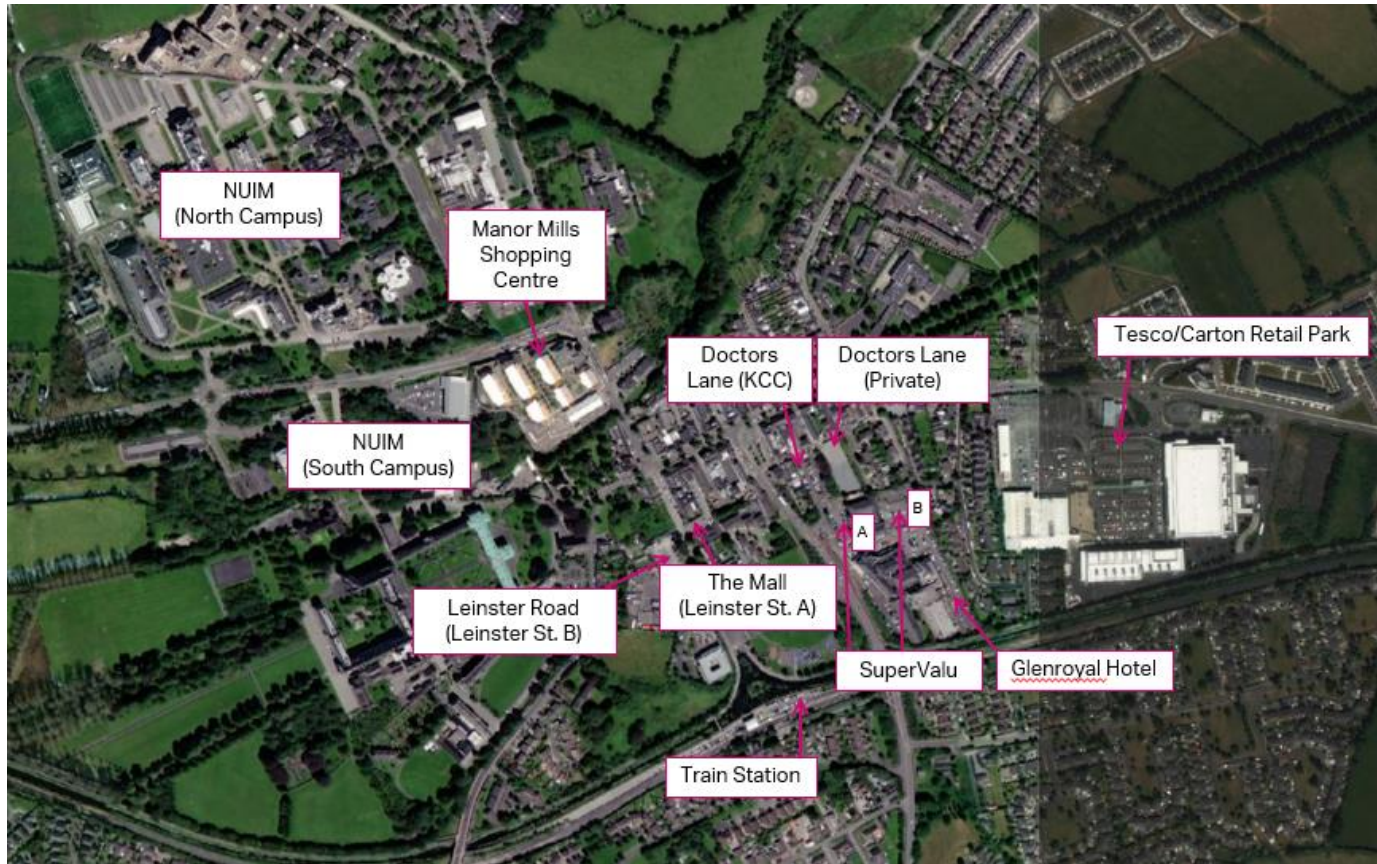 NUIM
(North Campus)
Manor Mills
Shopping
Centre
Tesco/Carton Retail Park
Doctors
Lane (KCC)
Doctors Lane
(Private)
NUIM
(South Campus)
B
A
The Mall
(Leinster St. A)
Leinster Road
(Leinster St. B)
SuperValu
Glenroyal Hotel
Train Station